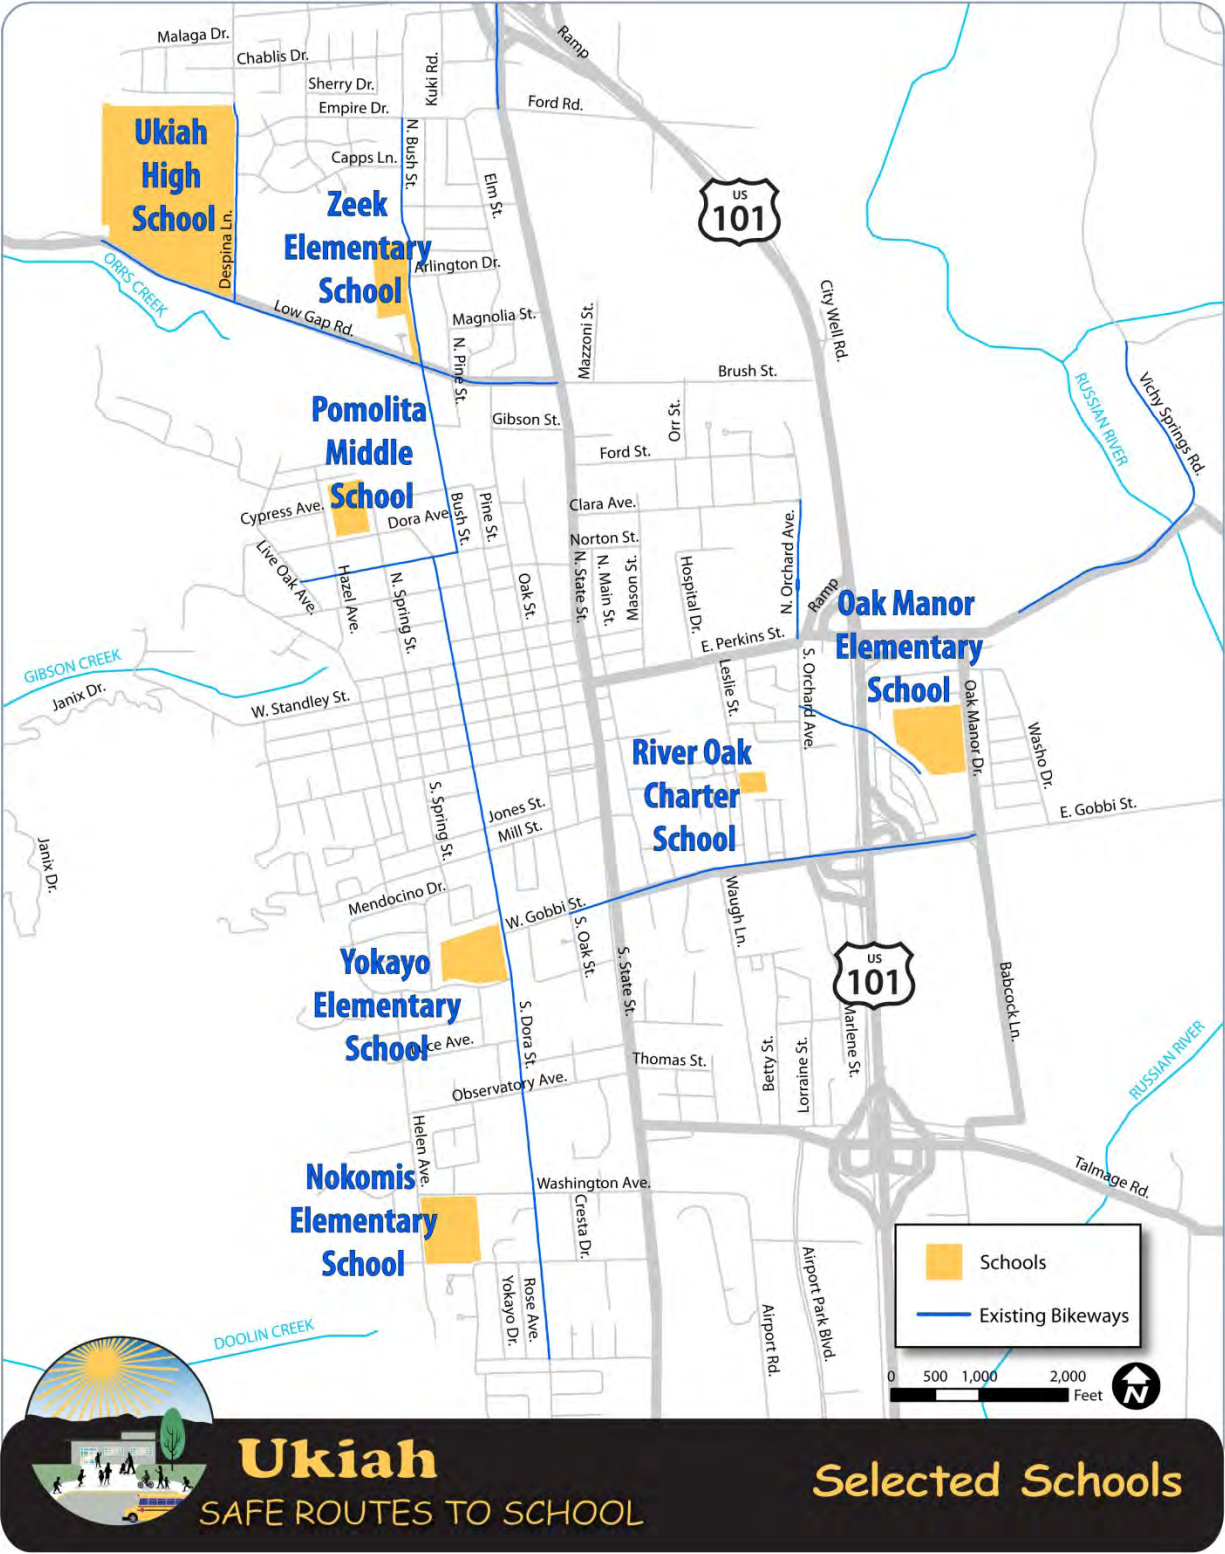 Malaga Dr.
Chablis Dr.
Sherry Dr.
Empire Dr.
Kuki Rd.
Ramp
Ford Rd.
Ukiah
High
School
N. Bush St.
Capps Ln.
Elm St.
US
101
Zeek
Elementary
School
Despina Ln.
Arlington Dr.
ORRS CREEK
Low Gap Rd.
Magnolia St.
N. Pine St.
Mazzoni St.
City Well Rd.
Brush St.
RUSSIAN RIVER
Vichy Springs Rd.
Pomolita
Middle
School
Gibson St.
Orr St.
Ford St.
Cypress Ave.
Dora Ave.
Bush St.
Pine St.
Clara Ave.
Norton St.
N. Orchard Ave.
Live Oak Ave.
Hazel Ave.
N. Spring St.
Oak St.
N. State St.
N. Main St.
Mason St.
Hospital Dr.
Ramp
E. Perkins St.
Oak Manor
Elementary
School
GIBSON CREEK
Janix Dr.
W. Standley St.
Leslie St.
S. Orchard Ave.
Oak Manor Dr.
Washo Dr.
River Oak
Charter
School
S. Spring St.
Jones St.
Mill St.
E. Gobbi St.
Janix Dr.
Mendocino Dr.
W. Gobbi St.
S. Oak St.
Waugh Ln.
Yokayo
Elementary
School
S. State St.
US
101
Babcock Ln.
S. Dora St.
Marlene St.
Betty St.
Lorraine St.
Thomas St.
Observatory Ave.
RUSSIAN RIVER
Helen Ave.
Talmage Rd.
Nokomis
Elementary
School
Washington Ave.
Cresta Dr.
Yokayo Dr.
Rose Ave.
Airport Rd.
Airport Park Blvd.
DOOLIN CREEK
Schools
Existing Bikeways
0 500 1,000 2,000
Feet
N
Ukiah
SAFE ROUTES TO SCHOOL
Selected Schools